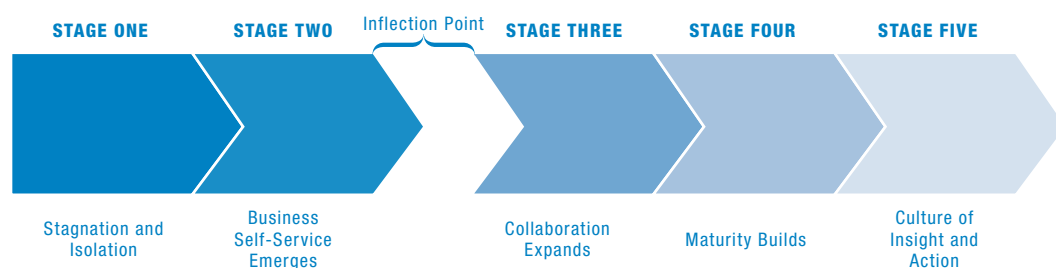 STAGE ONE
STAGE TWO
Inflection Point
STAGE THREE
STAGE FOUR
STAGE FIVE
Stagnation and
Isolation
Business
Self-Service
Emerges
Collaboration
Expands
Maturity Builds
Culture of
Insight and
Action